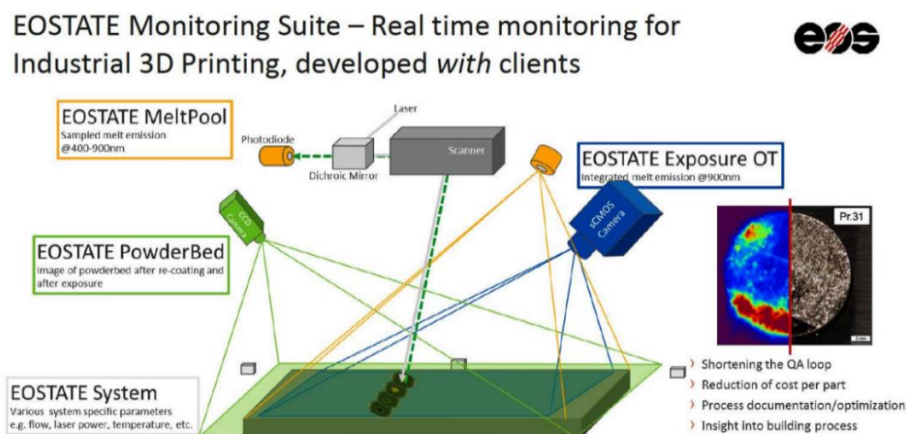 EOSTATE Monitoring Suite – Real time monitoring for
Industrial 3D Printing, developed with clients
eos
EOSTATE MeltPool
Sampled melt emission
@400-900nm
Photodiode
Laser
Dichroic Mirror
Scanner
EOSTATE Exposure OT
Integrated melt emission @900nm
sCMOS
Camera
CCD
Camera
EOSTATE PowderBed
Image of powderbed after re-coating and
after exposure
Pr.31
EOSTATE System
Various system specific parameters
e.g. flow, laser power, temperature, etc.
› Shortening the QA loop
› Reduction of cost per part
› Process documentation/optimization
› Insight into building process